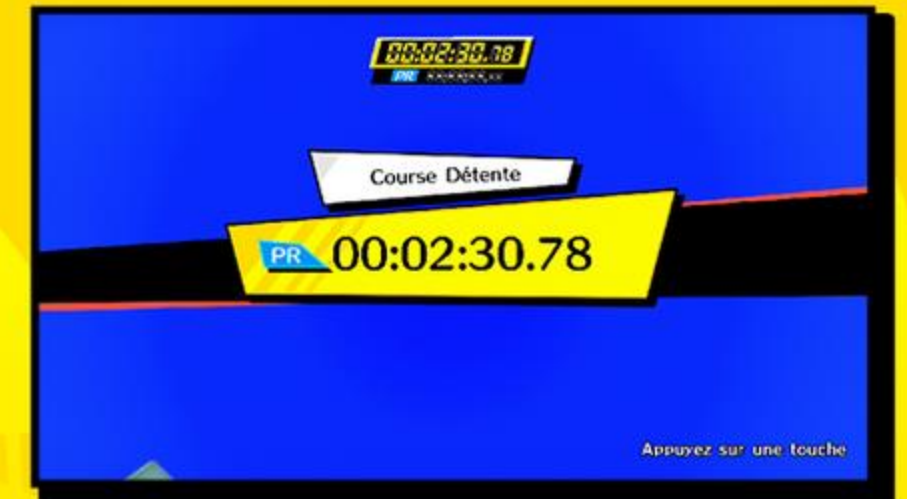 00:02:30.78
PR
Course Détente
PR 00:02:30.78
Appuyez sur une touche